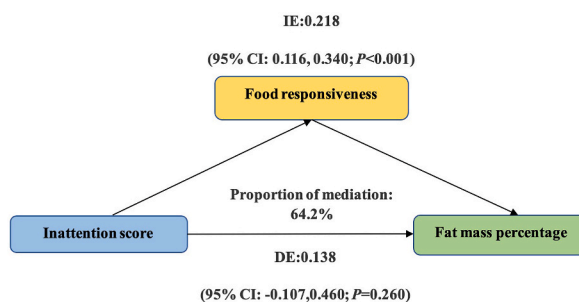 IE:0.218
(95% CI: 0.116, 0.340; P<0.001)
Food responsiveness
Proportion of mediation:
64.2%
Inattention score
Fat mass percentage
DE:0.138
(95% CI: -0.107,0.460; P=0.260)